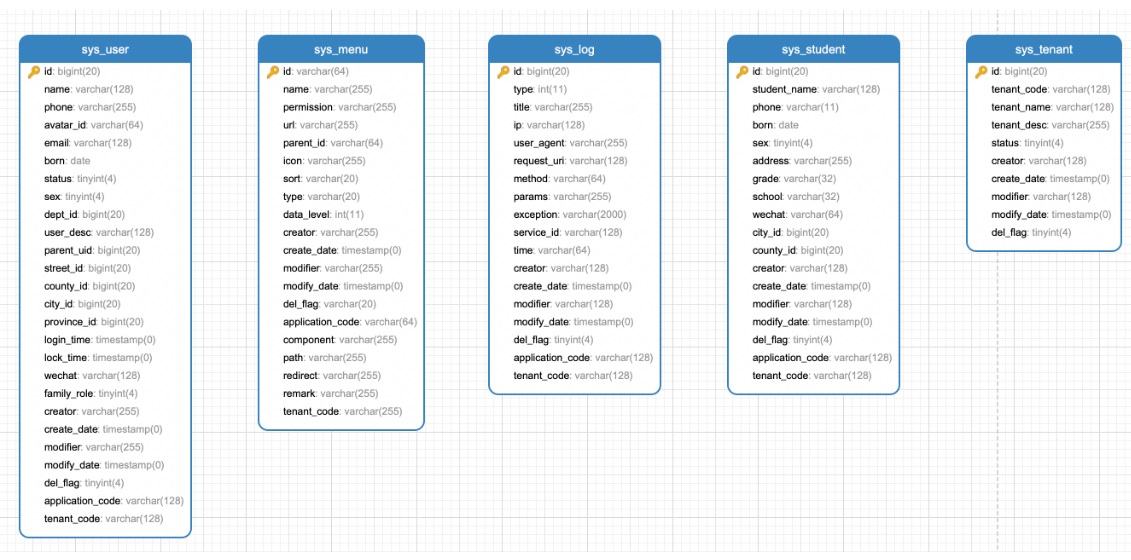 sys_user
id: bigint(20)
name: varchar(128)
phone: varchar(255)
avatar_id: varchar(64)
email: varchar(128)
born: date
status: tinyint(4)
sex: tinyint(4)
dept_id: bigint(20)
user_desc: varchar(128)
parent_uid: bigint(20)
street_id: bigint(20)
county_id: bigint(20)
city_id: bigint(20)
province_id: bigint(20)
login_time: timestamp(0)
lock_time: timestamp(0)
wechat: varchar(128)
family_role: tinyint(4)
creator: varchar(255)
create_date: timestamp(0)
modifier: varchar(255)
modify_date: timestamp(0)
del_flag: tinyint(4)
application_code: varchar(128)
tenant_code: varchar(128)
sys_menu
id: varchar(64)
name: varchar(255)
permission: varchar(255)
url: varchar(255)
parent_id: varchar(64)
icon: varchar(255)
sort: varchar(20)
type: varchar(20)
data_level: int(11)
creator: varchar(255)
create_date: timestamp(0)
modifier: varchar(255)
modify_date: timestamp(0)
del_flag: varchar(20)
application_code: varchar(64)
component: varchar(255)
path: varchar(255)
redirect: varchar(255)
remark: varchar(255)
tenant_code: varchar(255)
sys_log
id: bigint(20)
type: int(11)
title: varchar(255)
ip: varchar(128)
user_agent: varchar(255)
request_uri: varchar(128)
method: varchar(64)
params: varchar(255)
exception: varchar(2000)
service_id: varchar(128)
time: varchar(64)
creator: varchar(128)
create_date: timestamp(0)
modifier: varchar(128)
modify_date: timestamp(0)
del_flag: tinyint(4)
application_code: varchar(128)
tenant_code: varchar(128)
sys_student
id: bigint(20)
student_name: varchar(128)
phone: varchar(11)
born: date
sex: tinyint(4)
address: varchar(255)
grade: varchar(32)
school: varchar(32)
wechat: varchar(64)
city_id: bigint(20)
county_id: bigint(20)
creator: varchar(128)
create_date: timestamp(0)
modifier: varchar(128)
modify_date: timestamp(0)
del_flag: tinyint(4)
application_code: varchar(128)
tenant_code: varchar(128)
sys_tenant
id: bigint(20)
tenant_code: varchar(128)
tenant_name: varchar(128)
tenant_desc: varchar(255)
status: tinyint(4)
creator: varchar(128)
create_date: timestamp(0)
modifier: varchar(128)
modify_date: timestamp(0)
del_flag: tinyint(4)